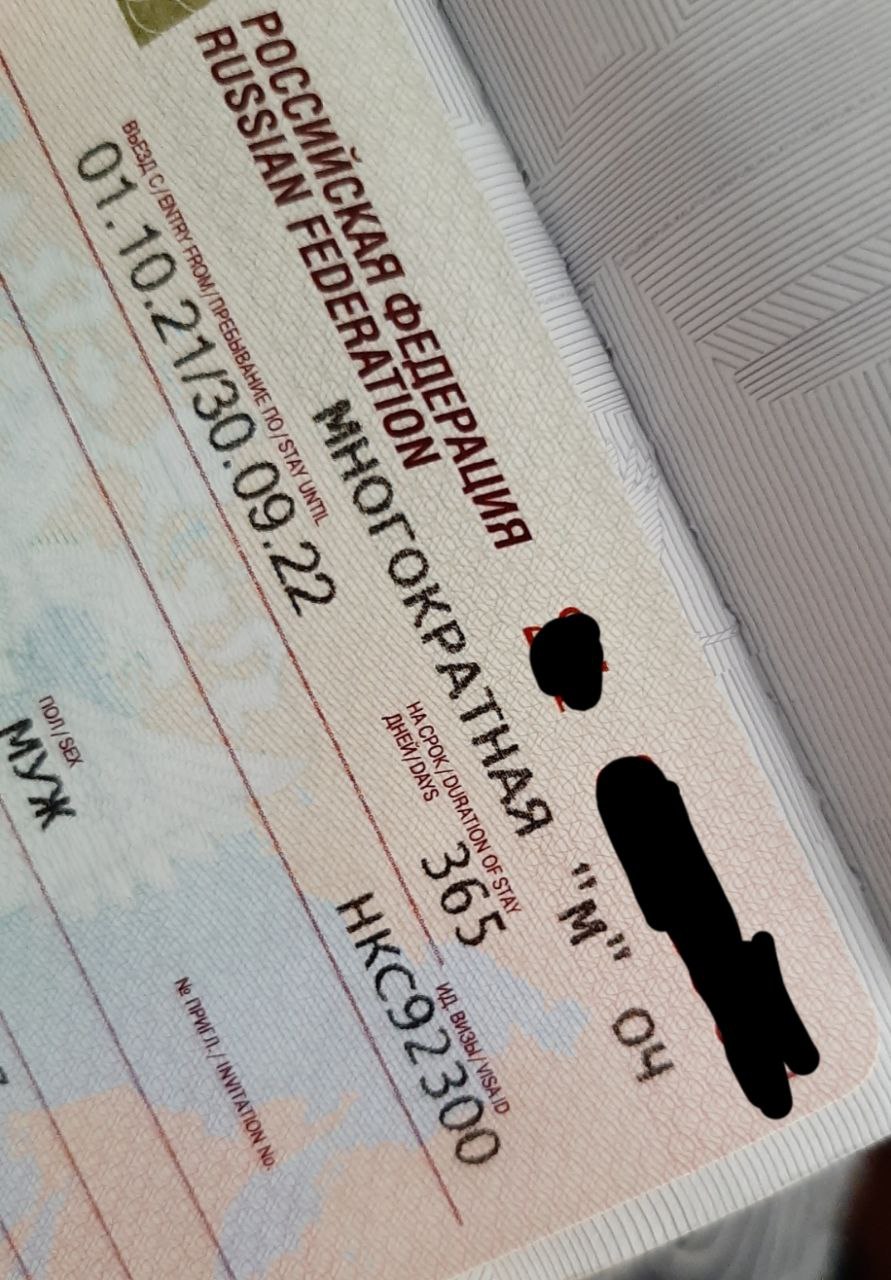 РОССИЙСКАЯ ФЕДЕРАЦИЯ
RUSSIAN FEDERATION
МНОГОКРАТНАЯ "М" 04
ВЪЕЗД С/ENTRY FROM/ПРЕБЫВАНИЕ ПО/STAY UNTIL
01.10.21/30.09.22
НА СРОК/DURATION OF STAY
ДНЕЙ/DAYS
365
ИД. ВИЗЫ/VISA ID
НКС92300
ПОЛ/SEX
МУЖ
№ ПРИГЛ./INVITATION No.